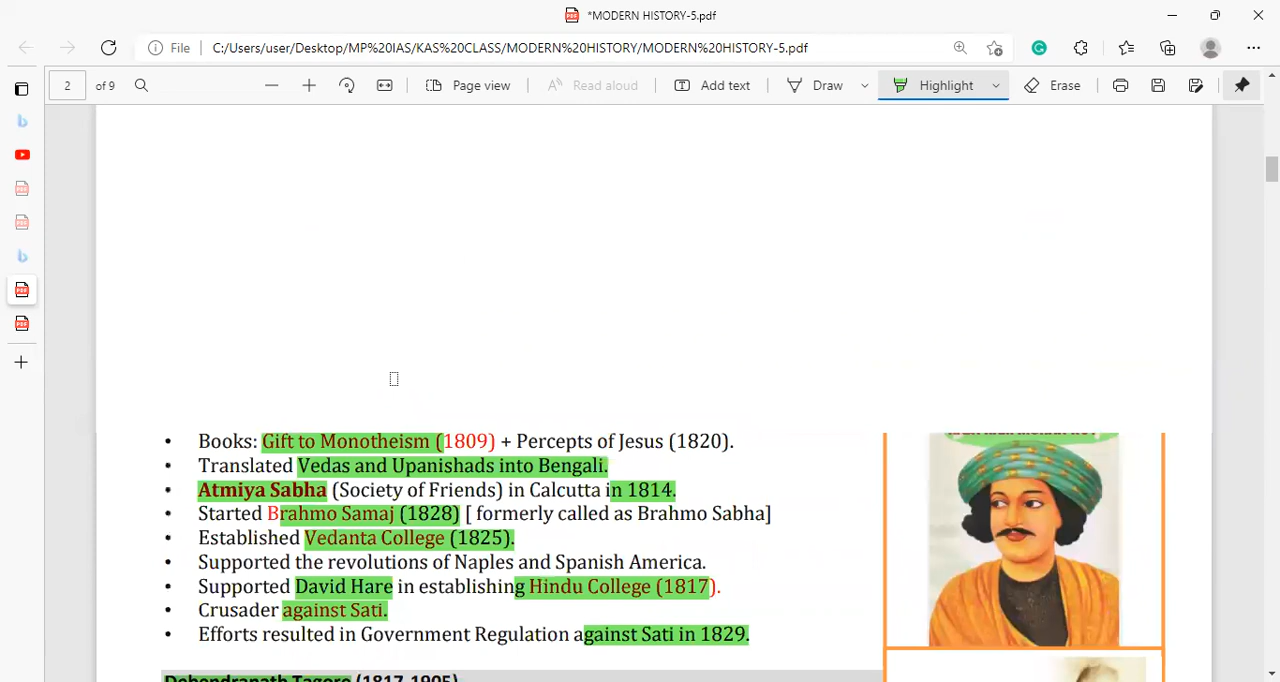 *MODERN HISTORY-5.pdf
File C:/Users/user/Desktop/MP%20IAS/KAS%20CLASS/MODERN%20HISTORY/MODERN%20HISTORY-5.pdf
2 of 9 Page view Read aloud Add text Draw Highlight Erase
• Books: Gift to Monotheism (1809) + Percepts of Jesus (1820).
• Translated Vedas and Upanishads into Bengali.
• Atmiya Sabha (Society of Friends) in Calcutta in 1814.
• Started Brahmo Samaj (1828) [ formerly called as Brahmo Sabha]
• Established Vedanta College (1825).
• Supported the revolutions of Naples and Spanish America.
• Supported David Hare in establishing Hindu College (1817).
• Crusader against Sati.
• Efforts resulted in Government Regulation against Sati in 1829.
Debendranath Tagore (1817-1905)